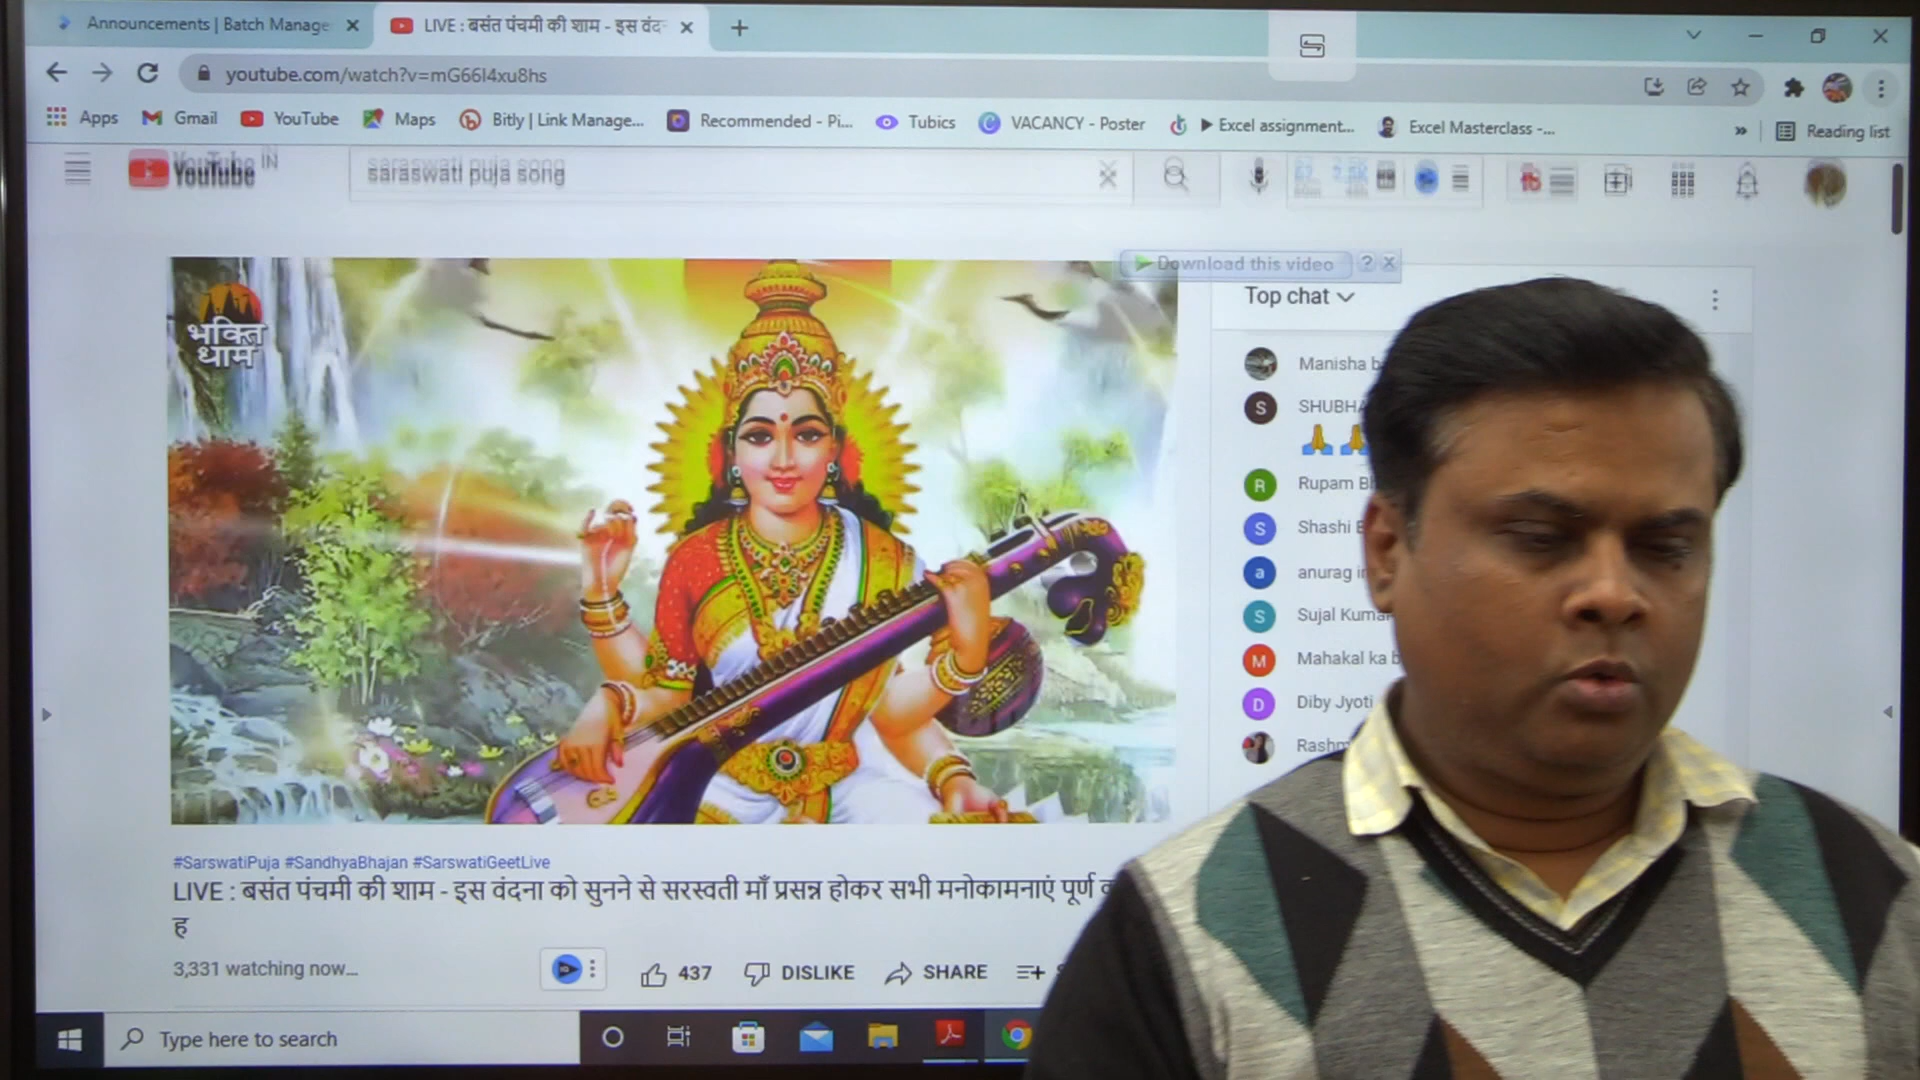 Announcements | Batch Manage
LIVE : बसंत पंचमी की शाम - इस वंद
youtube.com/watch?v=mG66I4xu8hs
Apps
Gmail
YouTube
Maps
Bitly | Link Manage...
Recommended - Pi...
Tubics
VACANCY - Poster
Excel assignment...
Excel Masterclass -...
»
Reading list
YouTube IN
saraswati puja song
Download this video
?
भक्ति
धाम
Top chat
Manisha
S SHUBHA
R Rupam
S Shashi
a anurag
S Sujal Kumar
M Mahakal ka
D Diby Jyoti
#SarswatiPuja #SandhyaBhajan #SarswatiGeetLive
LIVE : बसंत पंचमी की शाम - इस वंदना को सुनने से सरस्वती माँ प्रसन्न होकर सभी मनोकामनाएं पूर्ण
ह
3,331 watching now...
437
DISLIKE
SHARE
Type here to search